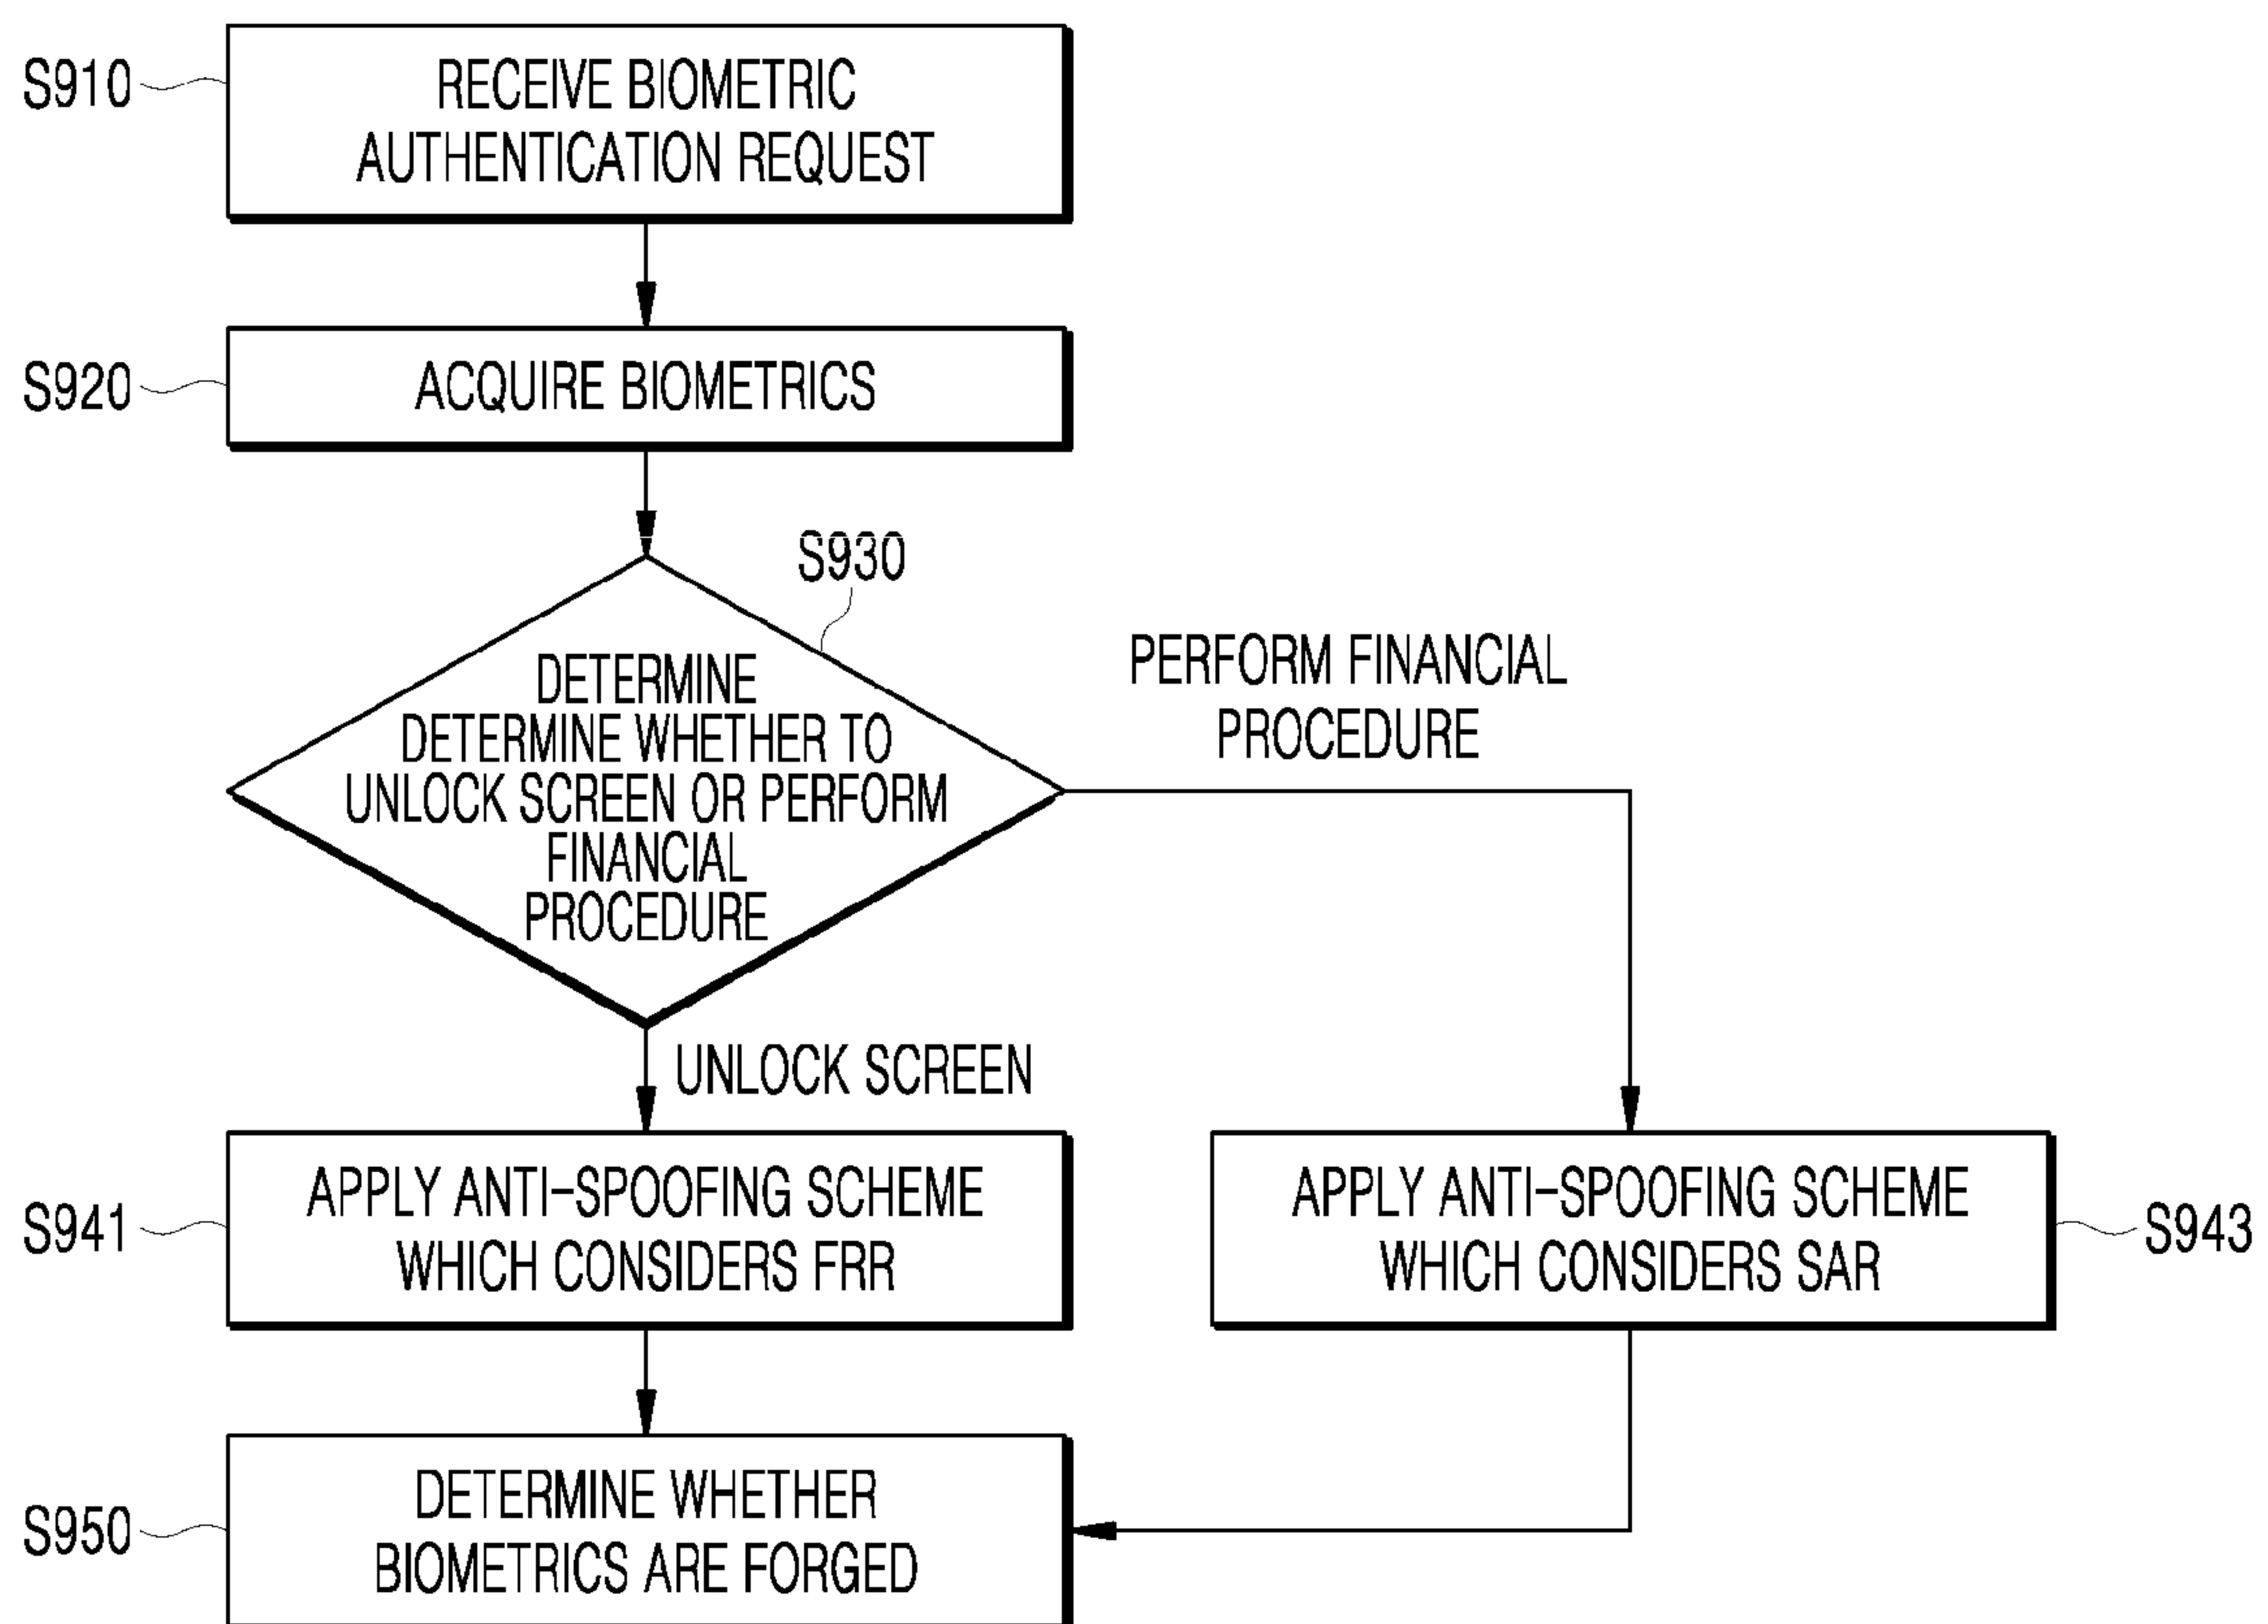 S910
RECEIVE BIOMETRIC
AUTHENTICATION REQUEST
S920
ACQUIRE BIOMETRICS
S930
DETERMINE
DETERMINE WHETHER TO
UNLOCK SCREEN OR PERFORM
FINANCIAL
PROCEDURE
PERFORM FINANCIAL
PROCEDURE
UNLOCK SCREEN
S941
APPLY ANTI-SPOOFING SCHEME
WHICH CONSIDERS FRR
APPLY ANTI-SPOOFING SCHEME
WHICH CONSIDERS SAR
S943
S950
DETERMINE WHETHER
BIOMETRICS ARE FORGED